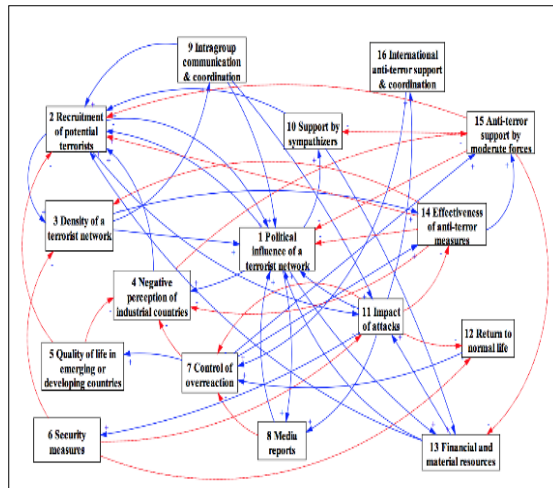 9 Intragroup
communication
& coordination
16 International
anti-terror support
& coordination
2 Recruitment
of potential
terrorists
10 Support by
sympathizers
15 Anti-terror
support by
moderate forces
3 Density of a
terrorist network
14 Effectiveness
of anti-terror
measures
1 Political
influence of a
terrorist network
4 Negative
perception of
industrial countries
11 Impact
of attacks
12 Return to
normal life
5 Quality of life in
emerging or
developing countries
7 Control of
overreaction
6 Security
measures
8 Media
reports
13 Financial and
material resources